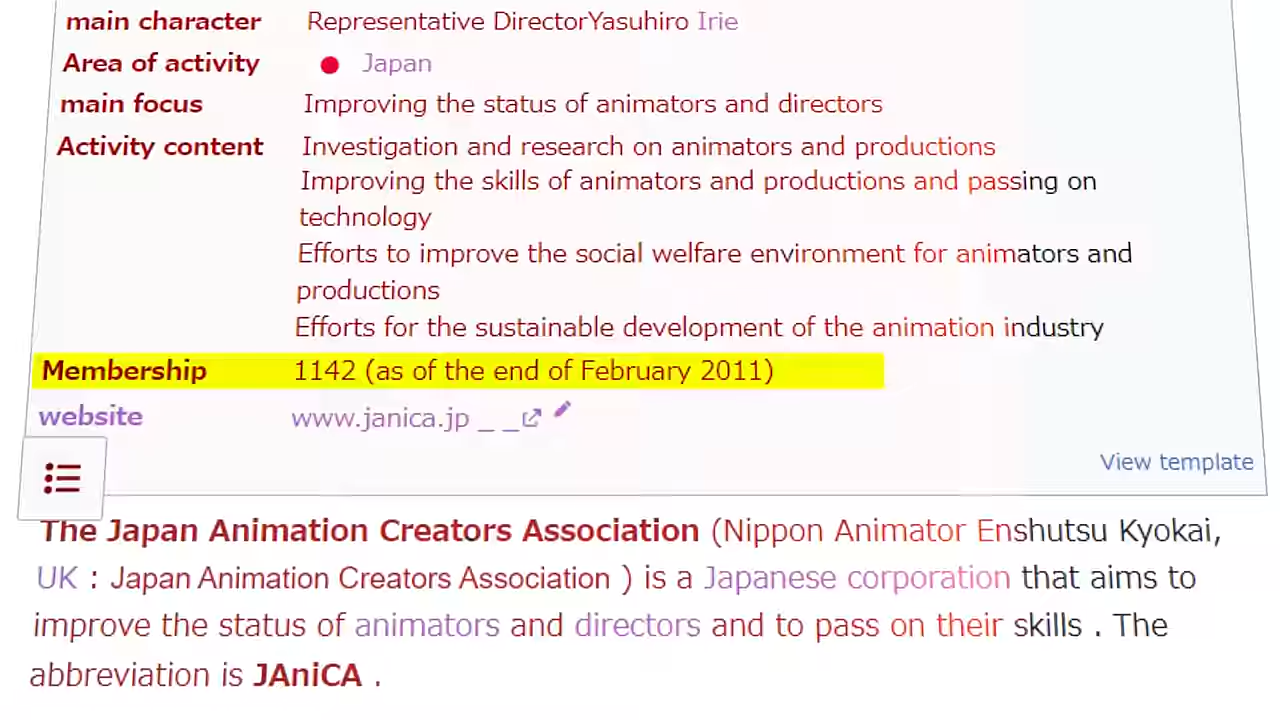 main character Representative DirectorYasuhiro Irie
Area of activity Japan
main focus Improving the status of animators and directors
Activity content Investigation and research on animators and productions
Improving the skills of animators and productions and passing on
technology
Efforts to improve the social welfare environment for animators and
productions
Efforts for the sustainable development of the animation industry
Membership 1142 (as of the end of February 2011)
website www.janica.jp _ _
View template
The Japan Animation Creators Association (Nippon Animator Enshutsu Kyokai,
UK : Japan Animation Creators Association ) is a Japanese corporation that aims to
improve the status of animators and directors and to pass on their skills . The
abbreviation is JAniCA .